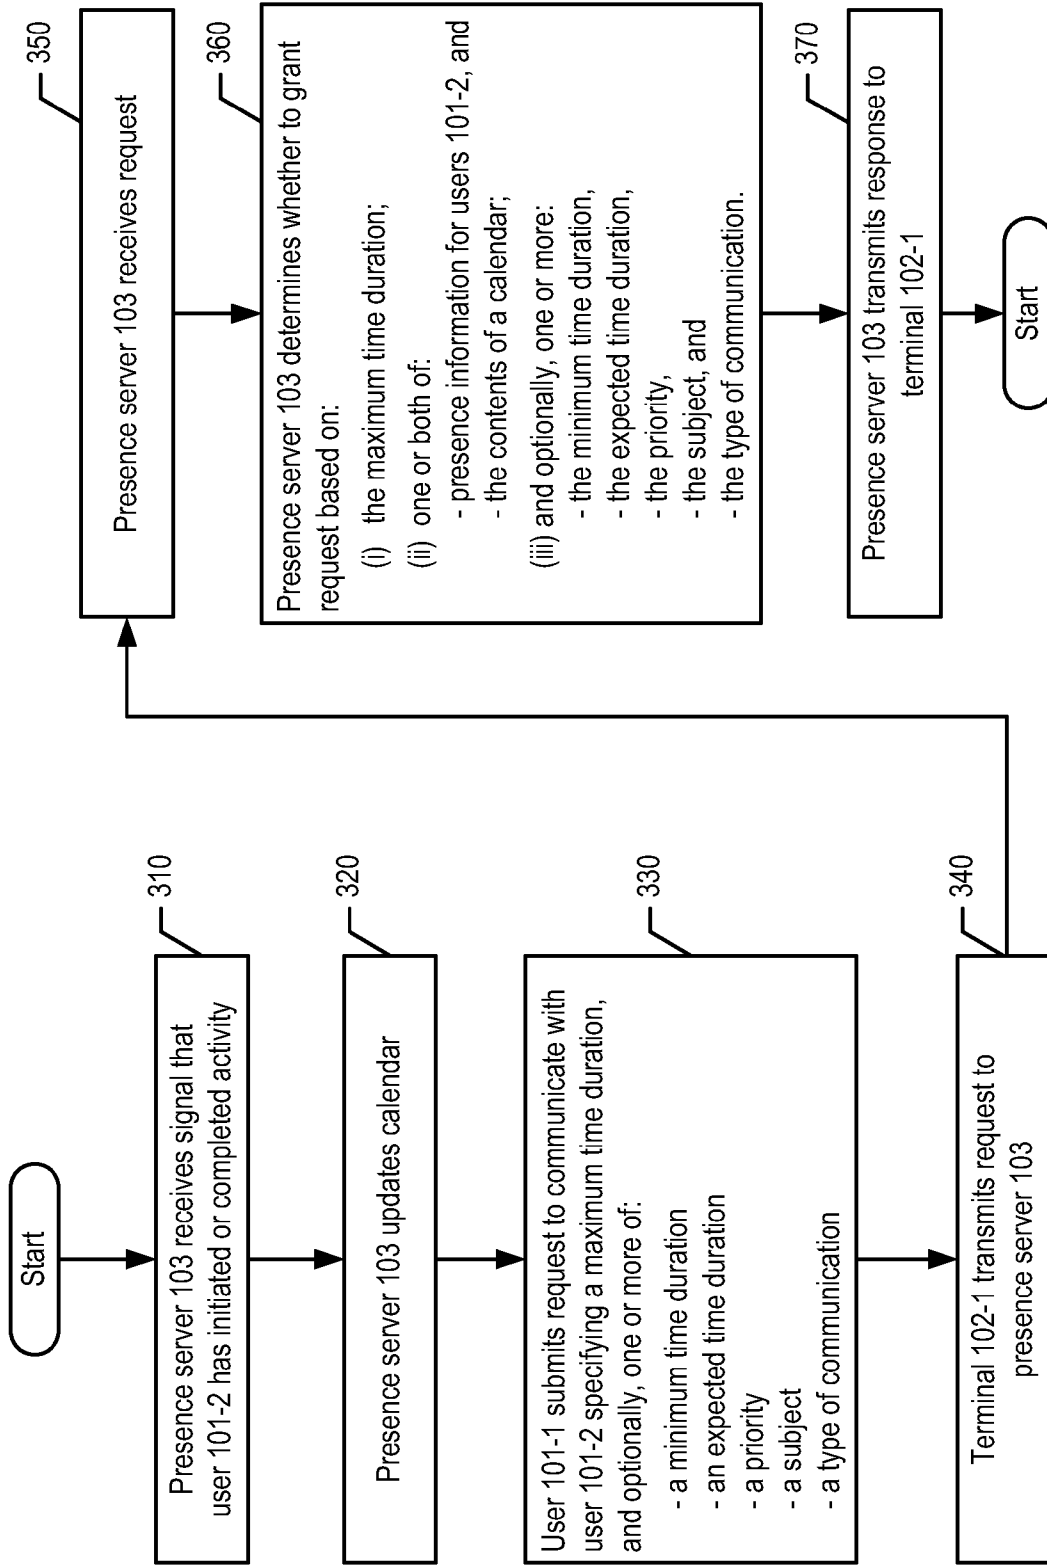 Start
310
Presence server 103 receives signal that
user 101-2 has initiated or completed activity
320
Presence server 103 updates calendar
330
User 101-1 submits request to communicate with
user 101-2 specifying a maximum time duration,
and optionally, one or more of:
- a minimum time duration
- an expected time duration
- a priority
- a subject
- a type of communication
340
Terminal 102-1 transmits request to
presence server 103
350
Presence server 103 receives request
360
Presence server 103 determines whether to grant
request based on:
(i) the maximum time duration;
(ii) one or both of:
- presence information for users 101-2, and
- the contents of a calendar;
(iii) and optionally, one or more:
- the minimum time duration,
- the expected time duration,
- the priority,
- the subject, and
- the type of communication.
370
Presence server 103 transmits response to
terminal 102-1
Start